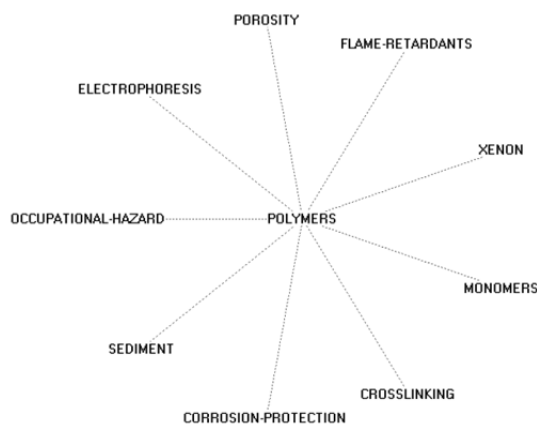 POROSITY
FLAME-RETARDANTS
ELECTROPHORESIS
XENON
OCCUPATIONAL-HAZARD
POLYMERS
MONOMERS
SEDIMENT
CROSSLINKING
CORROSION-PROTECTION